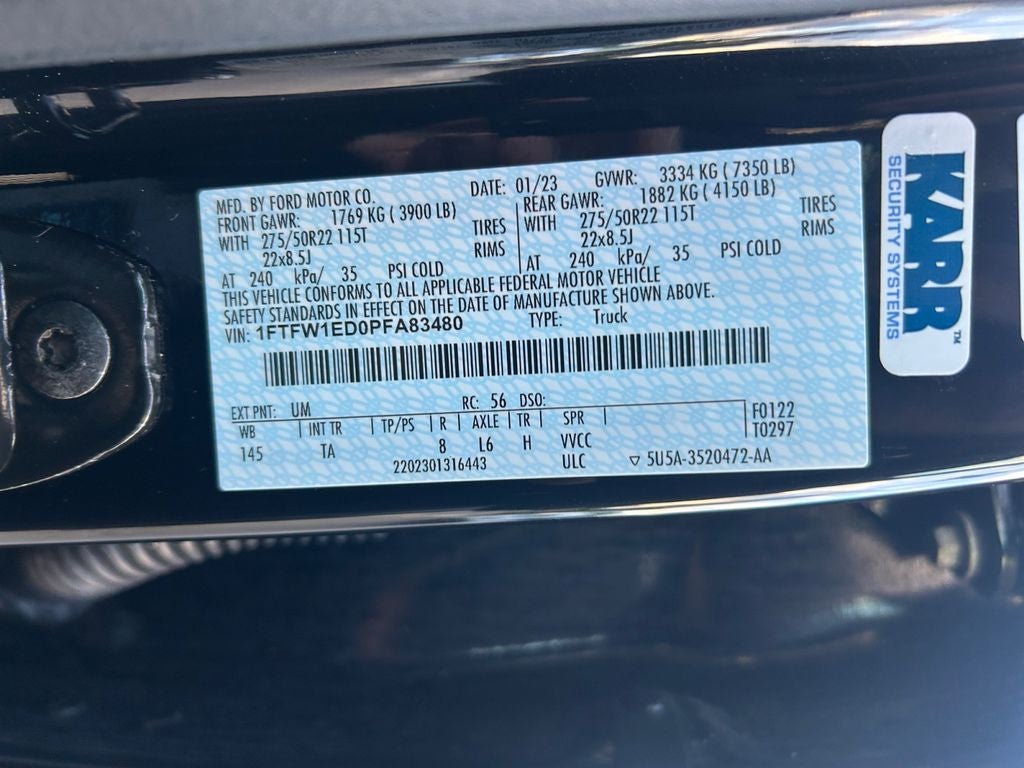 MFD. BY FORD MOTOR CO. DATE: 01/23 GVWR: 3334 KG ( 7350 LB)
FRONT GAWR: 1769 KG ( 3900 LB) REAR GAWR: 1882 KG ( 4150 LB)
WITH 275/50R22 115T TIRES WITH 275/50R22 115T TIRES
22x8.5J RIMS 22x8.5J RIMS
AT 240 kPa/ 35 PSI COLD AT 240 kPa/ 35 PSI COLD
THIS VEHICLE CONFORMS TO ALL APPLICABLE FEDERAL MOTOR VEHICLE
SAFETY STANDARDS IN EFFECT ON THE DATE OF MANUFACTURE SHOWN ABOVE.
VIN: 1FTFW1ED0PFA83480 TYPE: Truck
EXT PNT: UM RC: 56 DSO:
WB INT TR TP/PS R AXLE TR SPR F0122
145 TA 8 L6 H VVCC T0297
2202301316443 ULC ▽ 5U5A-3520472-AA
KARR™
SECURITY SYSTEMS